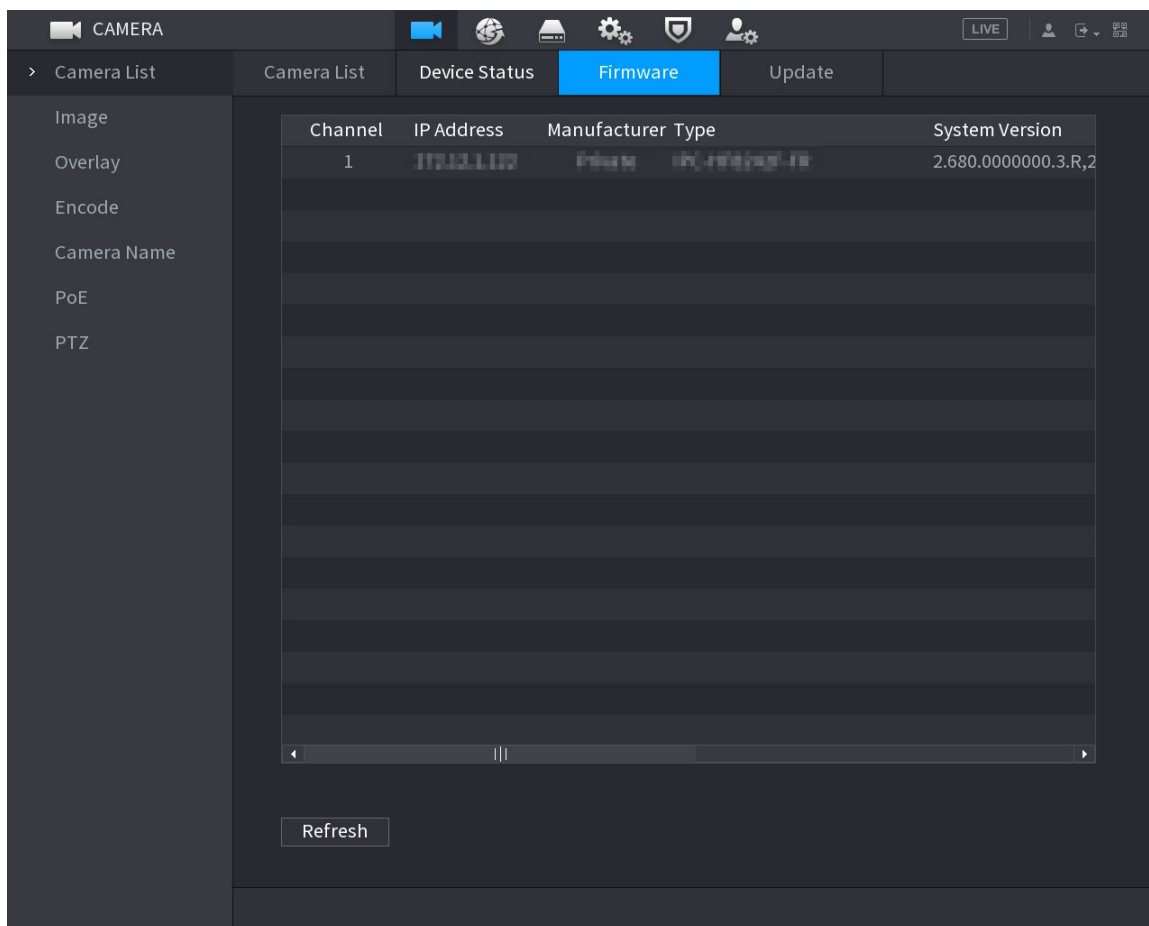 CAMERA
LIVE
Camera List
Image
Overlay
Encode
Camera Name
PoE
PTZ
Camera List Device Status Firmware Update
Channel IP Address Manufacturer Type System Version
1 2.680.0000000.3.R,2
Refresh